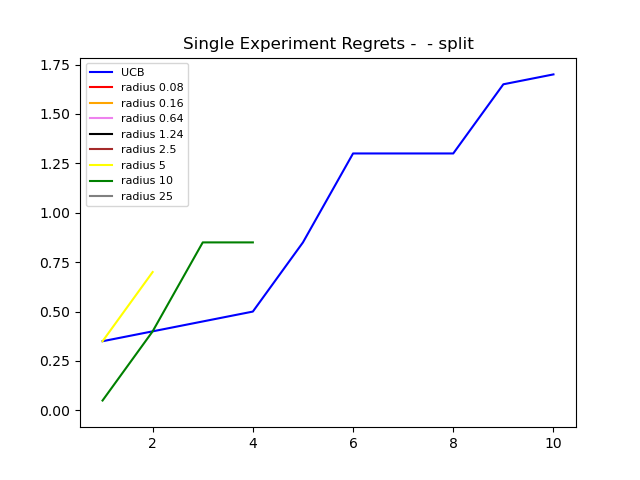 Single Experiment Regrets -  - split
1.75
1.50
1.25
1.00
0.75
0.50
0.25
0.00
UCB
radius 0.08
radius 0.16
radius 0.64
radius 1.24
radius 2.5
radius 5
radius 10
radius 25
2
4
6
8
10